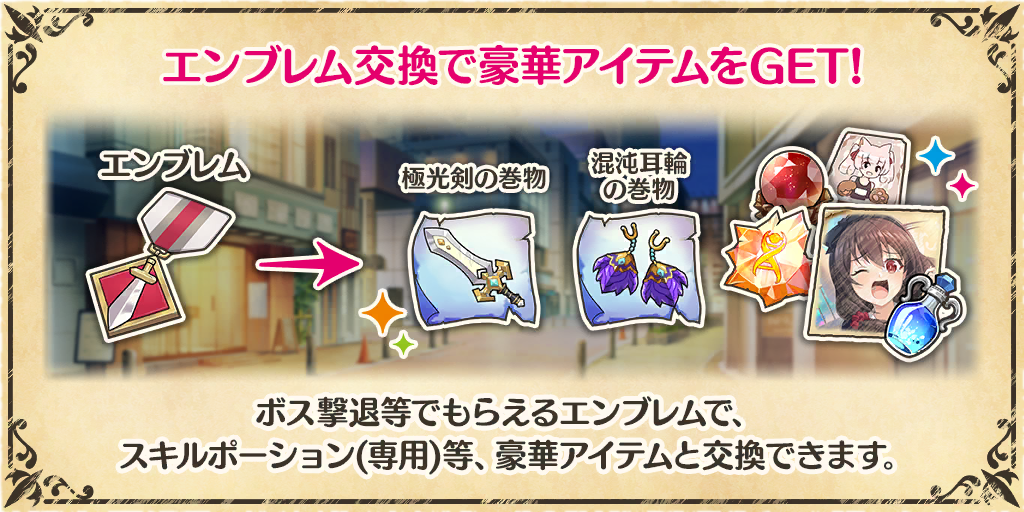 エンブレム交換で豪華アイテムをGET!
エンブレム
極光剣の巻物
混沌耳輪
の巻物
ボス撃退等でもらえるエンブレムで、
スキルポーション(専用)等、豪華アイテムと交換できます。